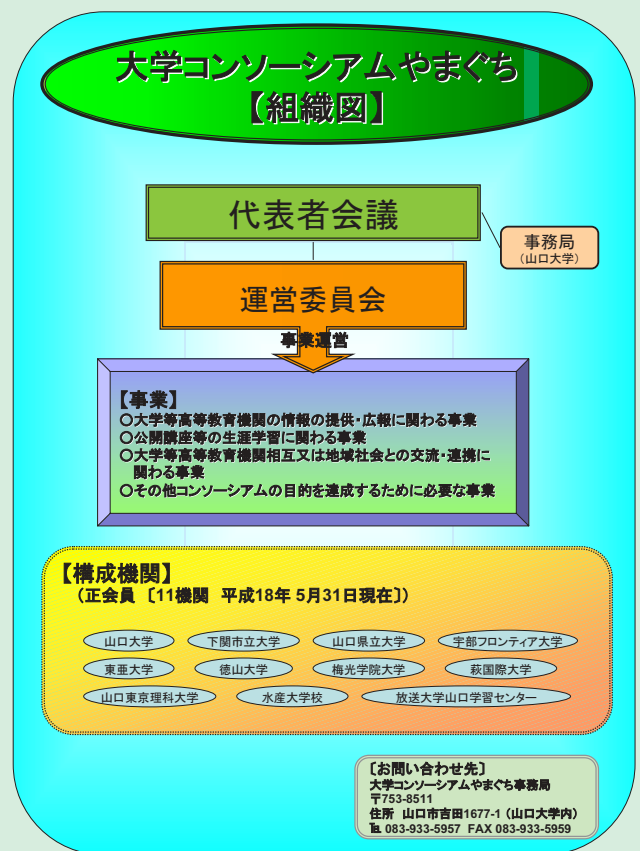 大学コンソーシアムやまぐち
【組織図】
代表者会議
事務局
（山口大学）
運営委員会
事業運営
【事業】
○大学等高等教育機関の情報の提供・広報に関わる事業
○公開講座等の生涯学習に関わる事業
○大学等高等教育機関相互又は地域社会との交流・連携に
関わる事業
○その他コンソーシアムの目的を達成するために必要な事業
【構成機関】
（正会員 〔11機関 平成18年 5月31日現在〕）
山口大学 下関市立大学 山口県立大学 宇部フロンティア大学
東亜大学 徳山大学 梅光学院大学 萩国際大学
山口東京理科大学 水産大学校 放送大学山口学習センター
〔お問い合わせ先〕
大学コンソーシアムやまぐち事務局
〒753-8511
住所 山口市吉田1677-1 （山口大学内）
℡ 083-933-5957 FAX 083-933-5959